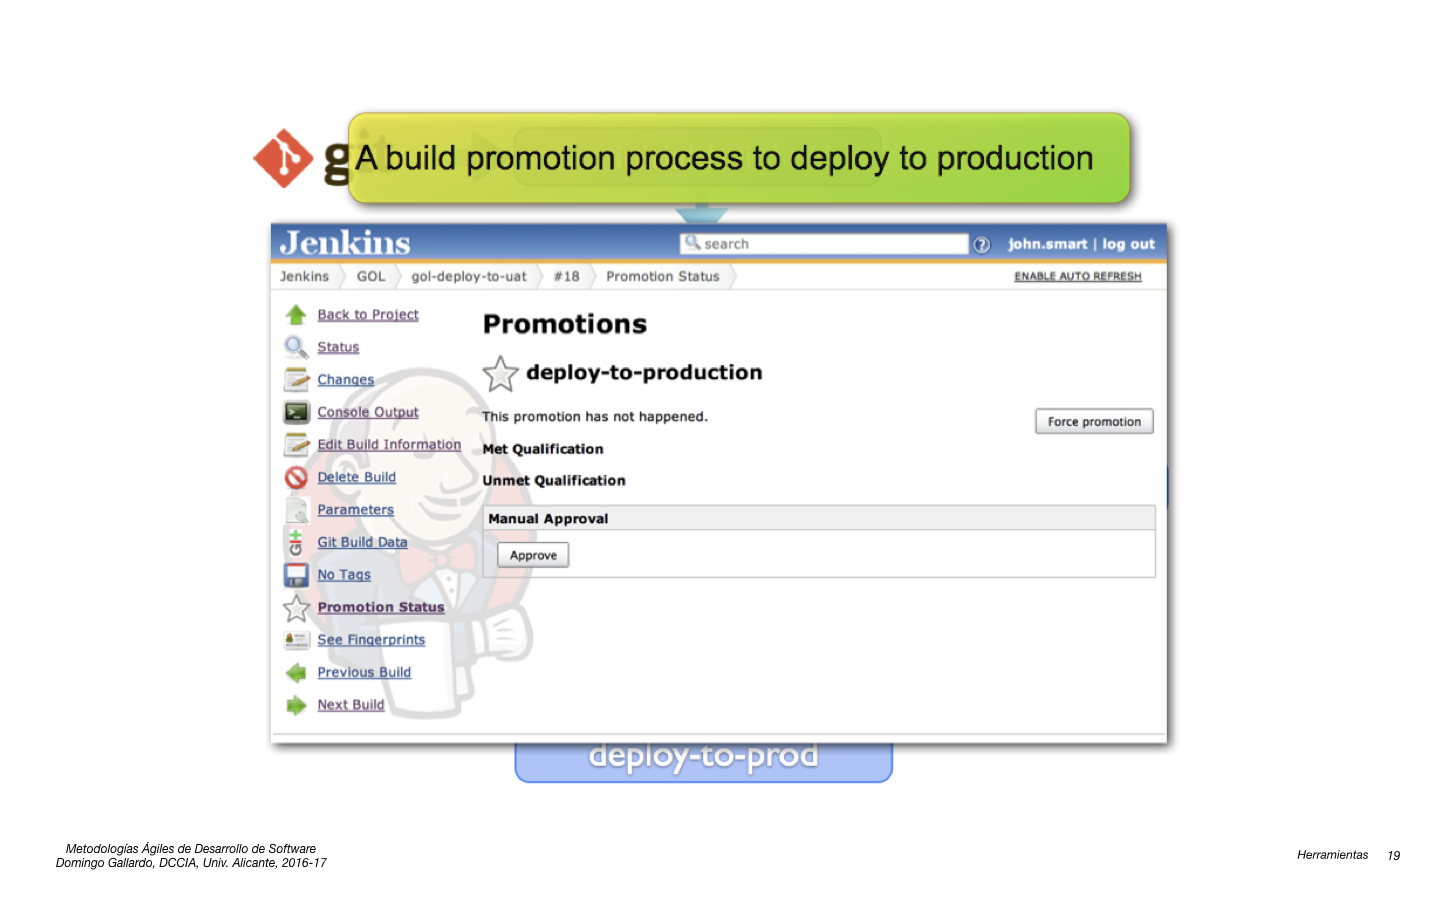 A build promotion process to deploy to production
Jenkins
search
john.smart | log out
Jenkins
GOL
gol-deploy-to-uat
#18
Promotion Status
ENABLE AUTO REFRESH
Back to Project
Status
Changes
Console Output
Edit Build Information
Delete Build
Parameters
Git Build Data
No Tags
Promotion Status
See Fingerprints
Previous Build
Next Build
Promotions
deploy-to-production
This promotion has not happened.
Force promotion
Met Qualification
Unmet Qualification
Manual Approval
Approve
deploy-to-prod
Metodologías Ágiles de Desarrollo de Software
Domingo Gallardo, DCCIA, Univ. Alicante, 2016-17
Herramientas
19